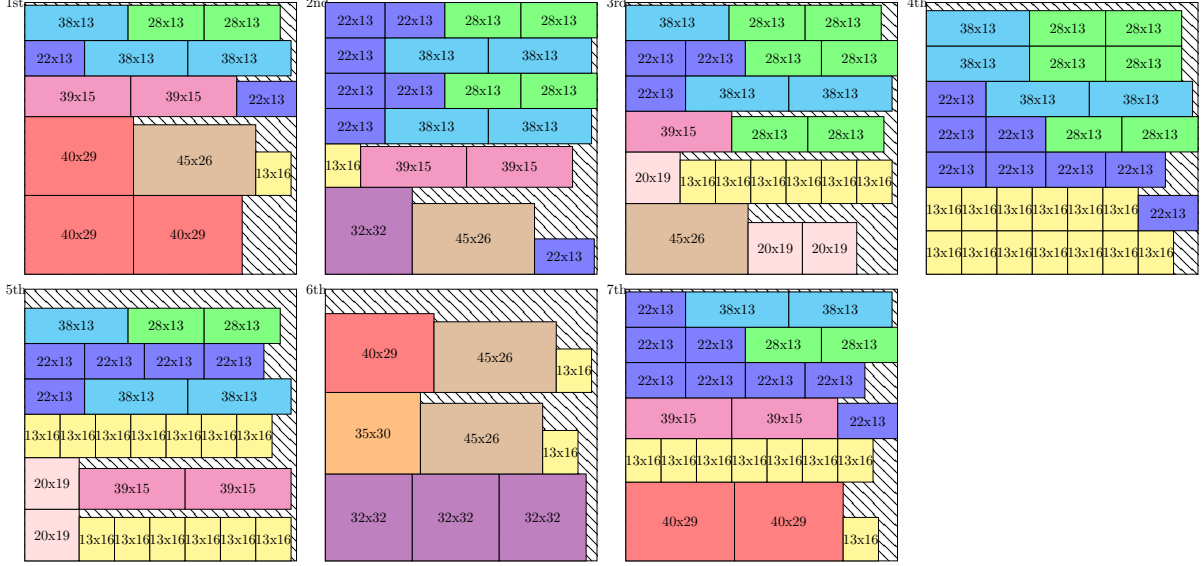 1st 2nd 3rd 4th
38x13 28x13 28x13
22x13 38x13 38x13
39x15 39x15 22x13
40x29 45x26 13x16
40x29 40x29
22x13 22x13 28x13 28x13
22x13 38x13 38x13
22x13 22x13 28x13 28x13
22x13 38x13 38x13
13x16 39x15 39x15
32x32 45x26 22x13
38x13 28x13 28x13
22x13 22x13 28x13 28x13
22x13 38x13 38x13
39x15 28x13 28x13
20x19 13x16 13x16 13x16 13x16 13x16 13x16
45x26 20x19 20x19
38x13 28x13 28x13
38x13 28x13 28x13
22x13 38x13 38x13
22x13 22x13 28x13 28x13
22x13 22x13 22x13 22x13
13x16 13x16 13x16 13x16 13x16 13x16 22x13
13x16 13x16 13x16 13x16 13x16 13x16 13x16
5th 6th 7th
38x13 28x13 28x13
22x13 22x13 22x13 22x13
22x13 38x13 38x13
13x16 13x16 13x16 13x16 13x16 13x16 13x16
20x19 39x15 39x15
20x19 13x16 13x16 13x16 13x16 13x16 13x16
40x29 45x26 13x16
35x30 45x26 13x16
32x32 32x32 32x32
22x13 38x13 38x13
22x13 22x13 28x13 28x13
22x13 22x13 22x13 22x13
39x15 39x15 22x13
13x16 13x16 13x16 13x16 13x16 13x16 13x16
40x29 40x29 13x16